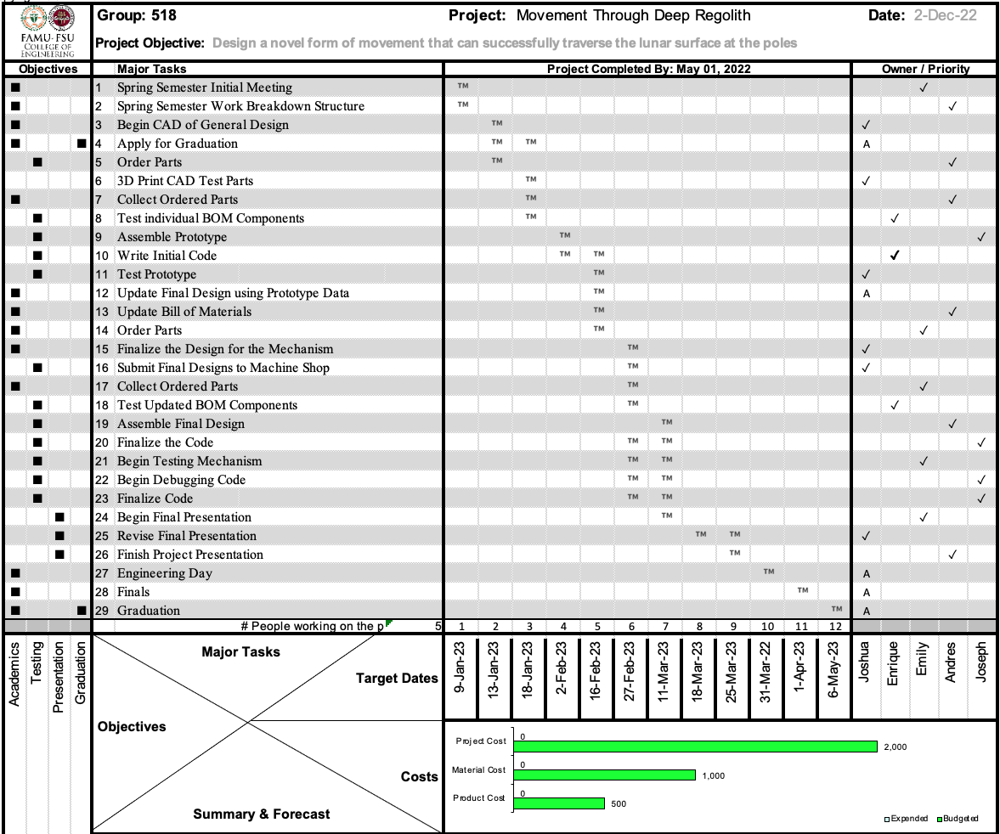 FAMU-FSU
COLLEGE OF
ENGINEERING
Group: 518 Project: Movement Through Deep Regolith Date: 2-Dec-22
Project Objective: Design a novel form of movement that can successfully traverse the lunar surface at the poles
Objectives Major Tasks Project Completed By: May 01, 2022 Owner / Priority
■ 1 Spring Semester Initial Meeting ™ ✓
■ 2 Spring Semester Work Breakdown Structure ™ ✓
■ 3 Begin CAD of General Design ™ ✓
■ ■ 4 Apply for Graduation ™ ™ A
■ 5 Order Parts ™ ✓
6 3D Print CAD Test Parts ™ ✓
■ 7 Collect Ordered Parts ™ ✓
■ 8 Test individual BOM Components ™ ✓
■ 9 Assemble Prototype ™ ✓
■ 10 Write Initial Code ™ ™ ✓
■ 11 Test Prototype ™ ✓
■ 12 Update Final Design using Prototype Data ™ A
■ 13 Update Bill of Materials ™ ✓
■ 14 Order Parts ™ ✓
■ 15 Finalize the Design for the Mechanism ™ ✓
■ 16 Submit Final Designs to Machine Shop ™ ✓
■ 17 Collect Ordered Parts ™ ✓
■ 18 Test Updated BOM Components ™ ✓
■ 19 Assemble Final Design ™ ✓
■ 20 Finalize the Code ™ ™ ✓
■ 21 Begin Testing Mechanism ™ ™ ✓
■ 22 Begin Debugging Code ™ ™ ✓
■ 23 Finalize Code ™ ™ ✓
■ 24 Begin Final Presentation ™ ✓
■ 25 Revise Final Presentation ™ ™ ✓
■ 26 Finish Project Presentation ™ ✓
■ 27 Engineering Day ™ A
■ 28 Finals ™ A
■ ■ 29 Graduation ™ A
# People working on the p 5 1 2 3 4 5 6 7 8 9 10 11 12
Academics
Testing
Presentation
Graduation
Major Tasks
Target Dates
Objectives
Costs
Summary & Forecast
9-Jan-23
13-Jan-23
18-Jan-23
2-Feb-23
16-Feb-23
27-Feb-23
11-Mar-23
18-Mar-23
25-Mar-23
31-Mar-22
1-Apr-23
6-May-23
Joshua
Enrique
Emily
Andres
Joseph
Project Cost 0 2,000
Material Cost 0 1,000
Product Cost 0 500
Expended Budgeted